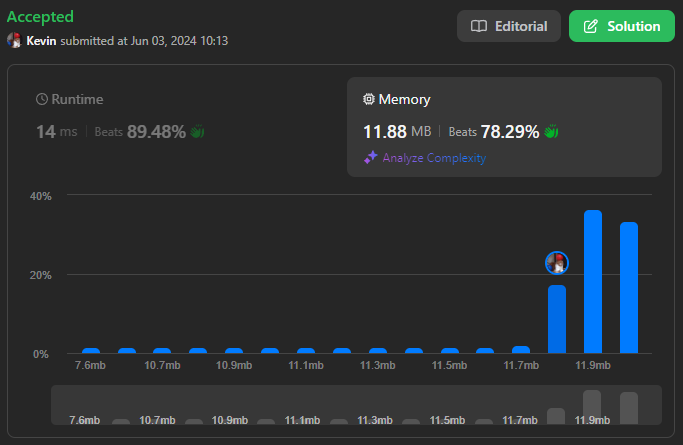 Accepted
Editorial
Solution
Kevin submitted at Jun 03, 2024 10:13
Runtime
14 ms | Beats 89.48%
Memory
11.88 MB | Beats 78.29%
Analyze Complexity
40%
20%
0%
7.6mb 10.7mb 10.9mb 11.1mb 11.3mb 11.5mb 11.7mb 11.9mb
7.6mb 10.7mb 10.9mb 11.1mb 11.3mb 11.5mb 11.7mb 11.9mb